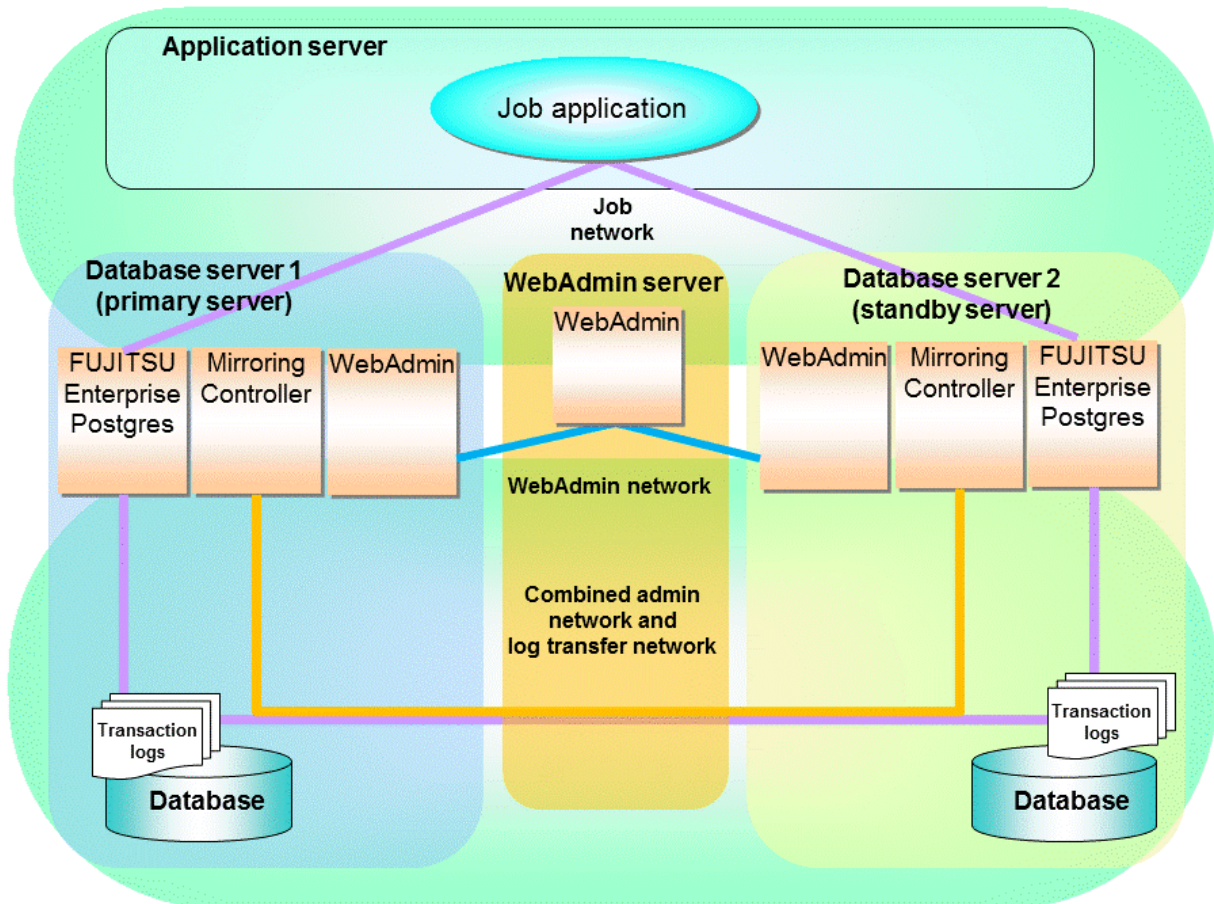 Application server
Job application
Job
network
Database server 1
(primary server)
WebAdmin server
Database server 2
(standby server)
FUJITSU
Enterprise
Postgres
Mirroring
Controller
WebAdmin
WebAdmin
WebAdmin
Mirroring
Controller
FUJITSU
Enterprise
Postgres
WebAdmin network
Combined admin
network and
log transfer network
Transaction
logs
Database
Transaction
logs
Database